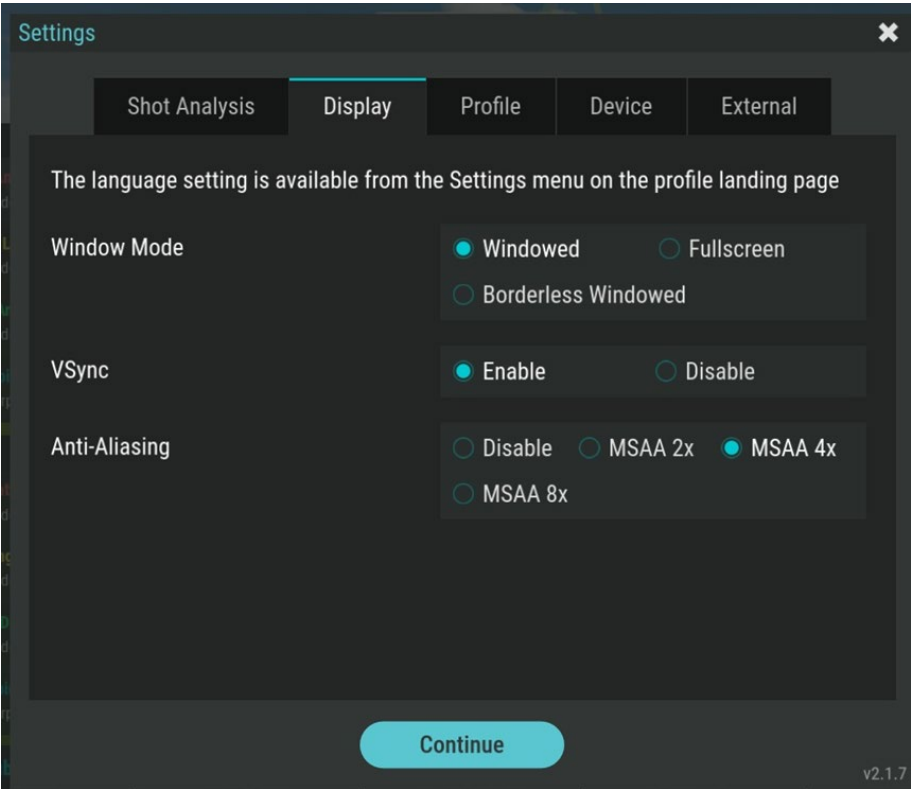 Settings
Shot Analysis Display Profile Device External
The language setting is available from the Settings menu on the profile landing page
Window Mode Windowed Fullscreen
Borderless Windowed
VSync Enable Disable
Anti-Aliasing Disable MSAA 2x MSAA 4x
MSAA 8x
Continue
v2.1.7